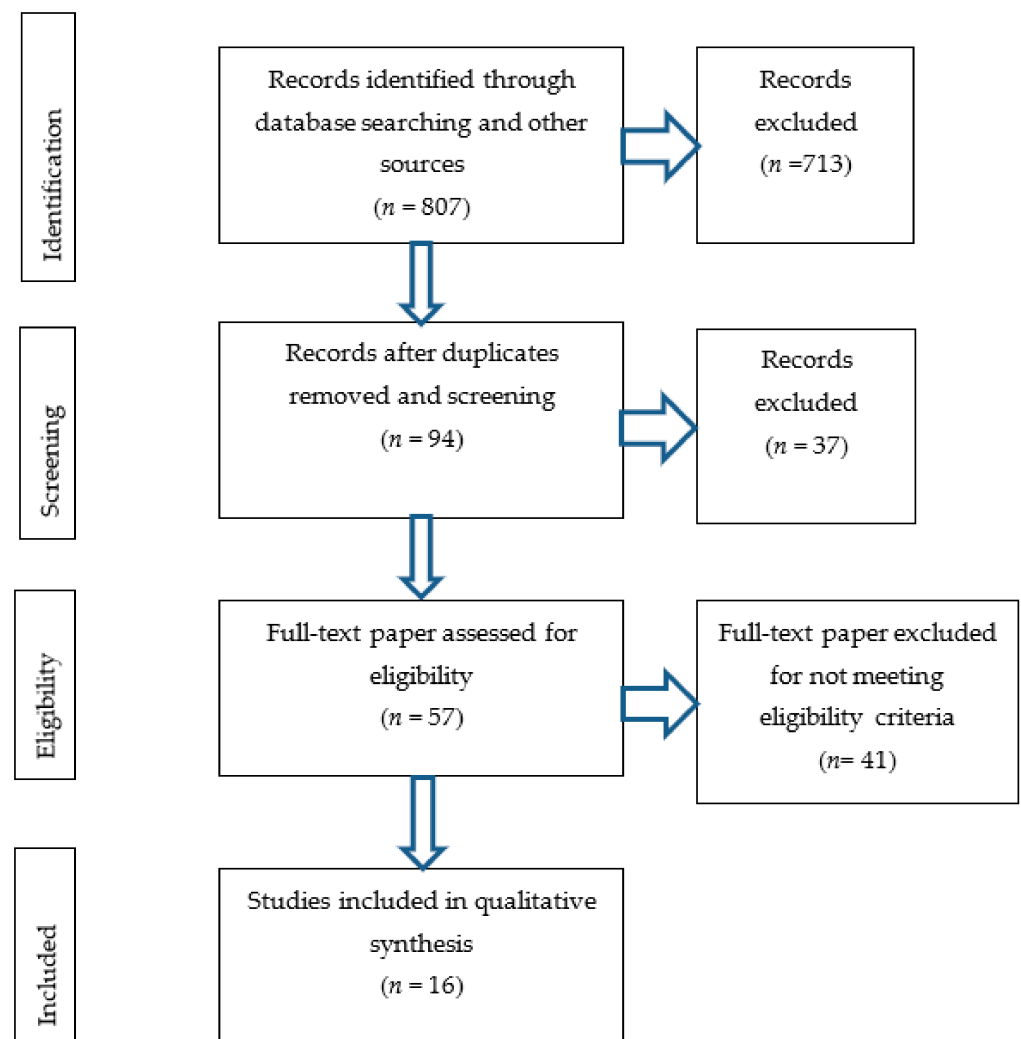 Identification
Records identified through
database searching and other
sources
(n = 807)
Records
excluded
(n =713)
Screening
Records after duplicates
removed and screening
(n = 94)
Records
excluded
(n = 37)
Eligibility
Full-text paper assessed for
eligibility
(n = 57)
Full-text paper excluded
for not meeting
eligibility criteria
(n= 41)
Included
Studies included in qualitative
synthesis
(n = 16)